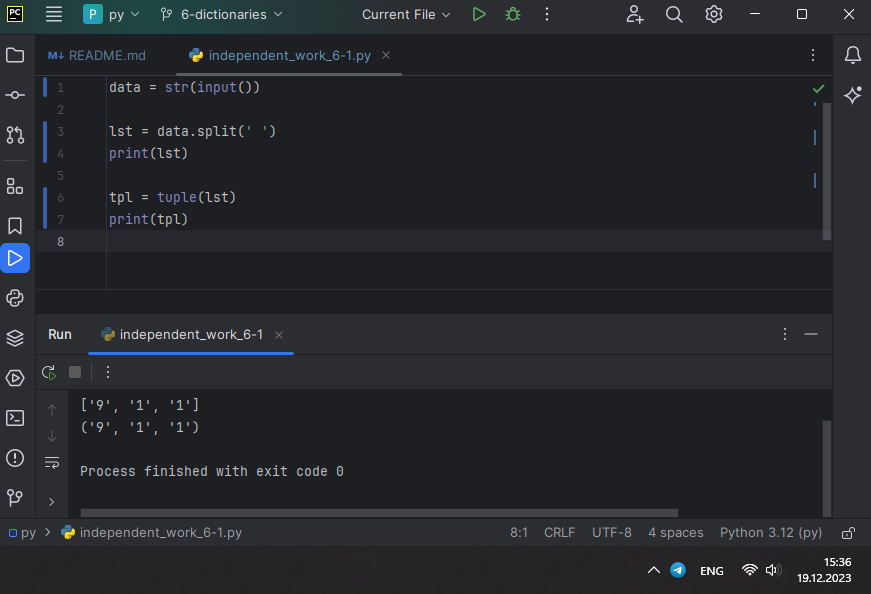 PC P py 6-dictionaries Current File
M↓ README.md independent_work_6-1.py
1 data = str(input())
2
3 lst = data.split(' ')
4 print(lst)
5
6 tpl = tuple(lst)
7 print(tpl)
8
Run independent_work_6-1
['9', '1', '1']
('9', '1', '1')
Process finished with exit code 0
py > independent_work_6-1.py 8:1 CRLF UTF-8 4 spaces Python 3.12 (py)
ENG 15:36
19.12.2023